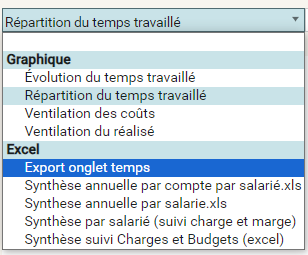 Répartition du temps travaillé
Graphique
Évolution du temps travaillé
Répartition du temps travaillé
Ventilation des coûts
Ventilation du réalisé
Excel
Export onglet temps
Synthèse annuelle par compte par salarié.xls
Synthèse annuelle par salarie.xls
Synthèse par salarié (suivi charge et marge)
Synthèse suivi Charges et Budgets (excel)